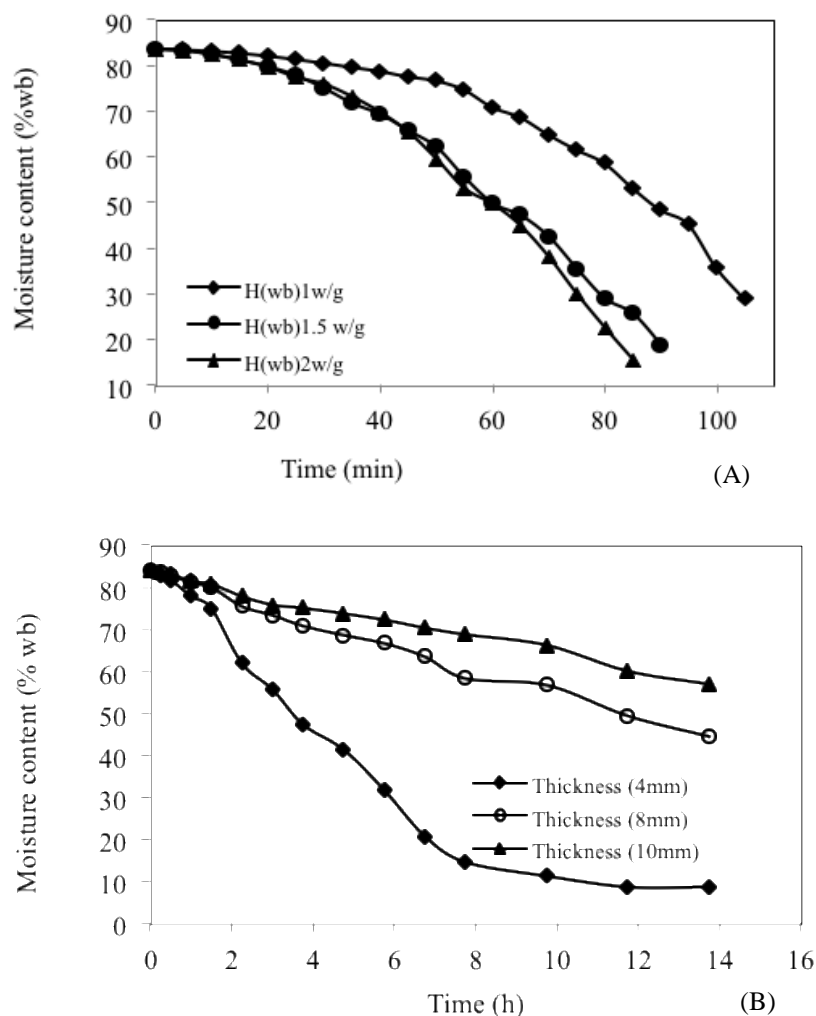 Moisture content (%wb)
90
80
70
60
50
40
30
20
10
H(wb)1w/g
H(wb)1.5 w/g
H(wb)2w/g
0 20 40 60 80 100
Time (min)
(A)
Moisture content (% wb)
90
80
70
60
50
40
30
20
10
0
Thickness (4mm)
Thickness (8mm)
Thickness (10mm)
0 2 4 6 8 10 12 14 16
Time (h)
(B)